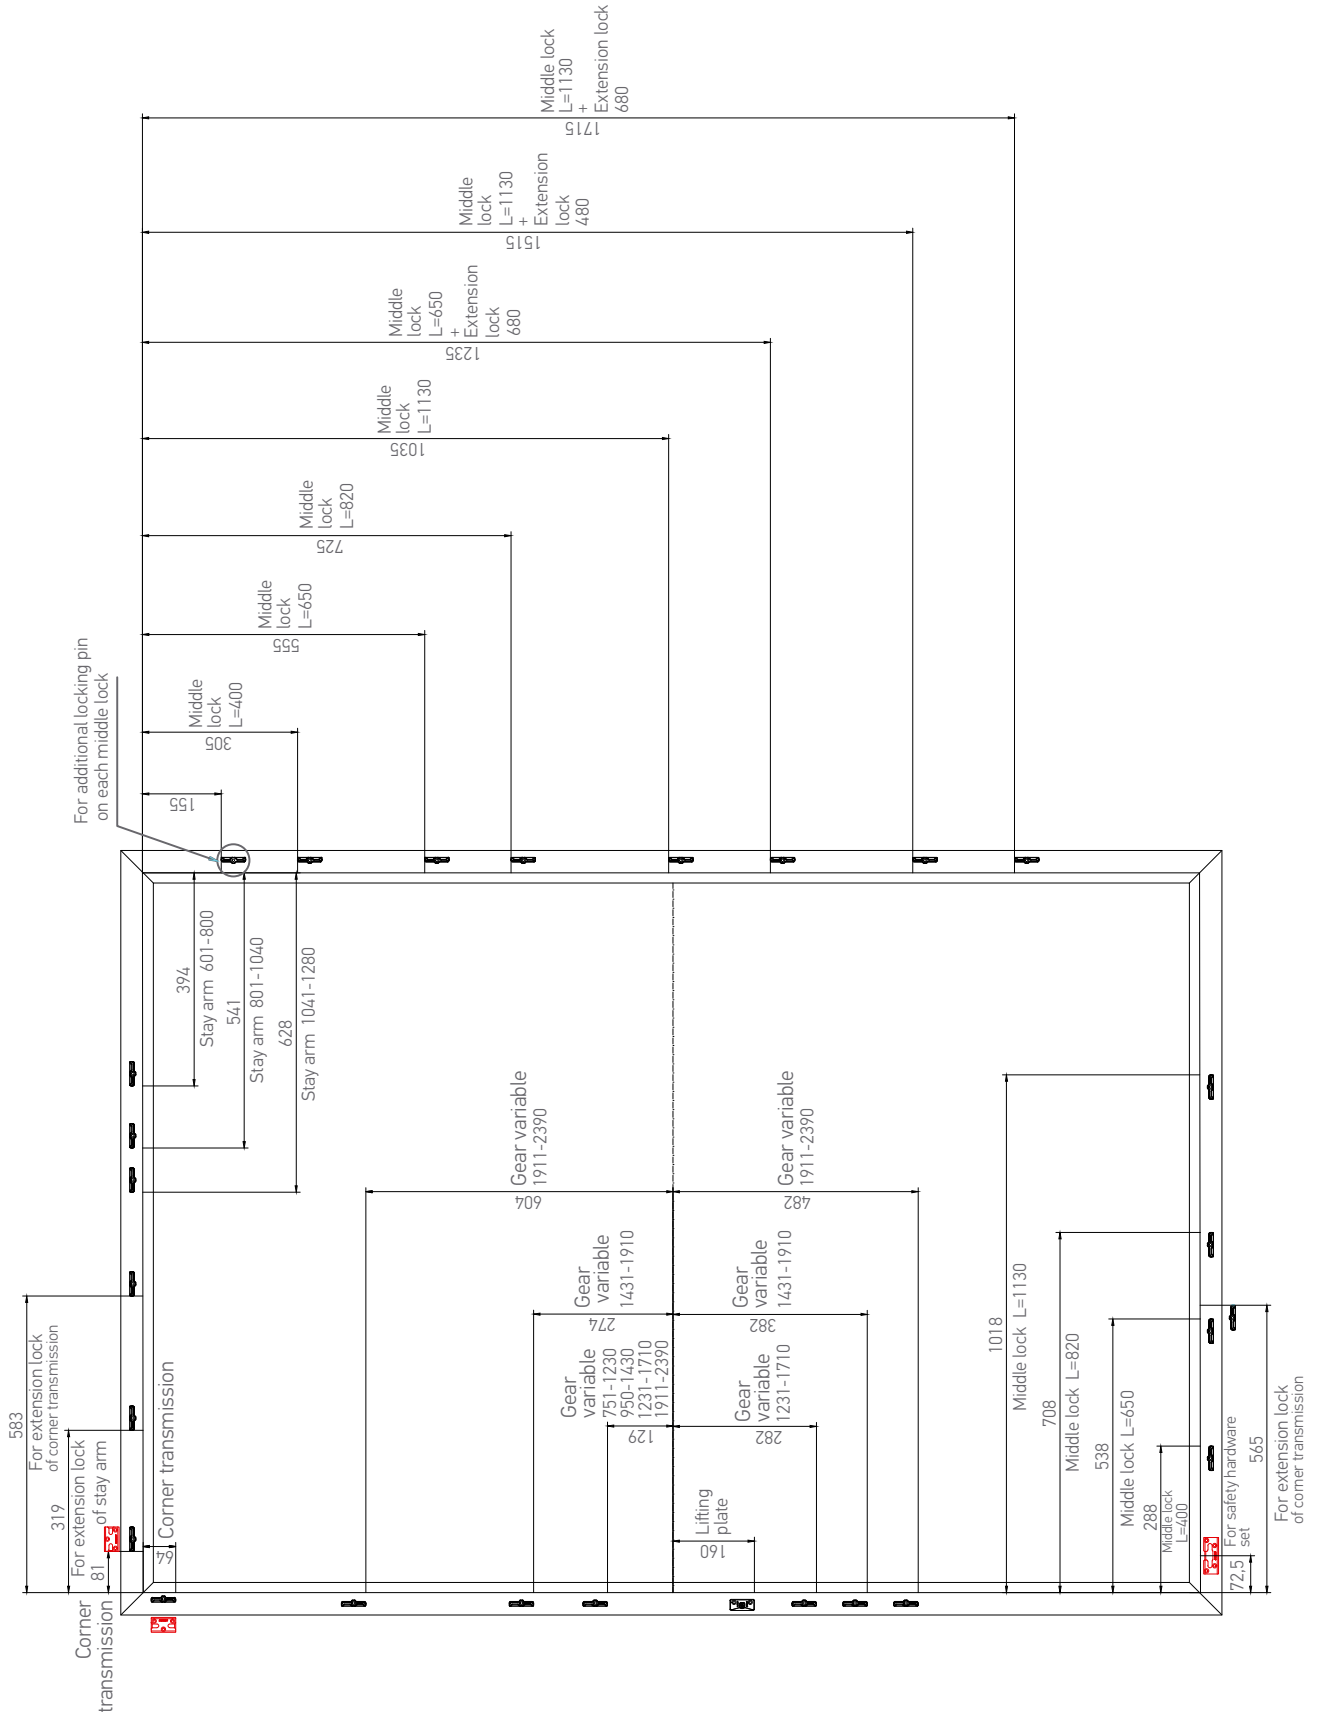 Middle lock
L=1130
+
Extension lock
680
1715
Middle
lock
L=1130
+
Extension
lock
480
1515
Middle
lock
L=650
+
Extension
lock
680
1235
Middle
lock
L=1130
1035
Middle
lock
L=820
725
Middle
lock
L=650
555
For additional locking pin
on each middle lock
Middle
lock
L=400
305
155
394
Stay arm 601-800
541
Stay arm 801-1040
628
Stay arm 1041-1280
Gear variable
1911-2390
604
Gear variable
1911-2390
482
Gear
variable
1431-1910
274
Gear
variable
1431-1910
382
Gear
variable
751-1230
950-1430
1231-1710
1911-2390
129
Gear
variable
1231-1710
282
Lifting
plate
160
1018
Middle lock L=1130
708
Middle lock L=820
538
Middle lock L=650
288
Middle lock
L=400
583
For extension lock
of corner transmission
319
For extension lock
of stay arm
81
Corner
transmission
Corner transmission
64
72,5
For safety hardware
set
565
For extension lock
of corner transmission